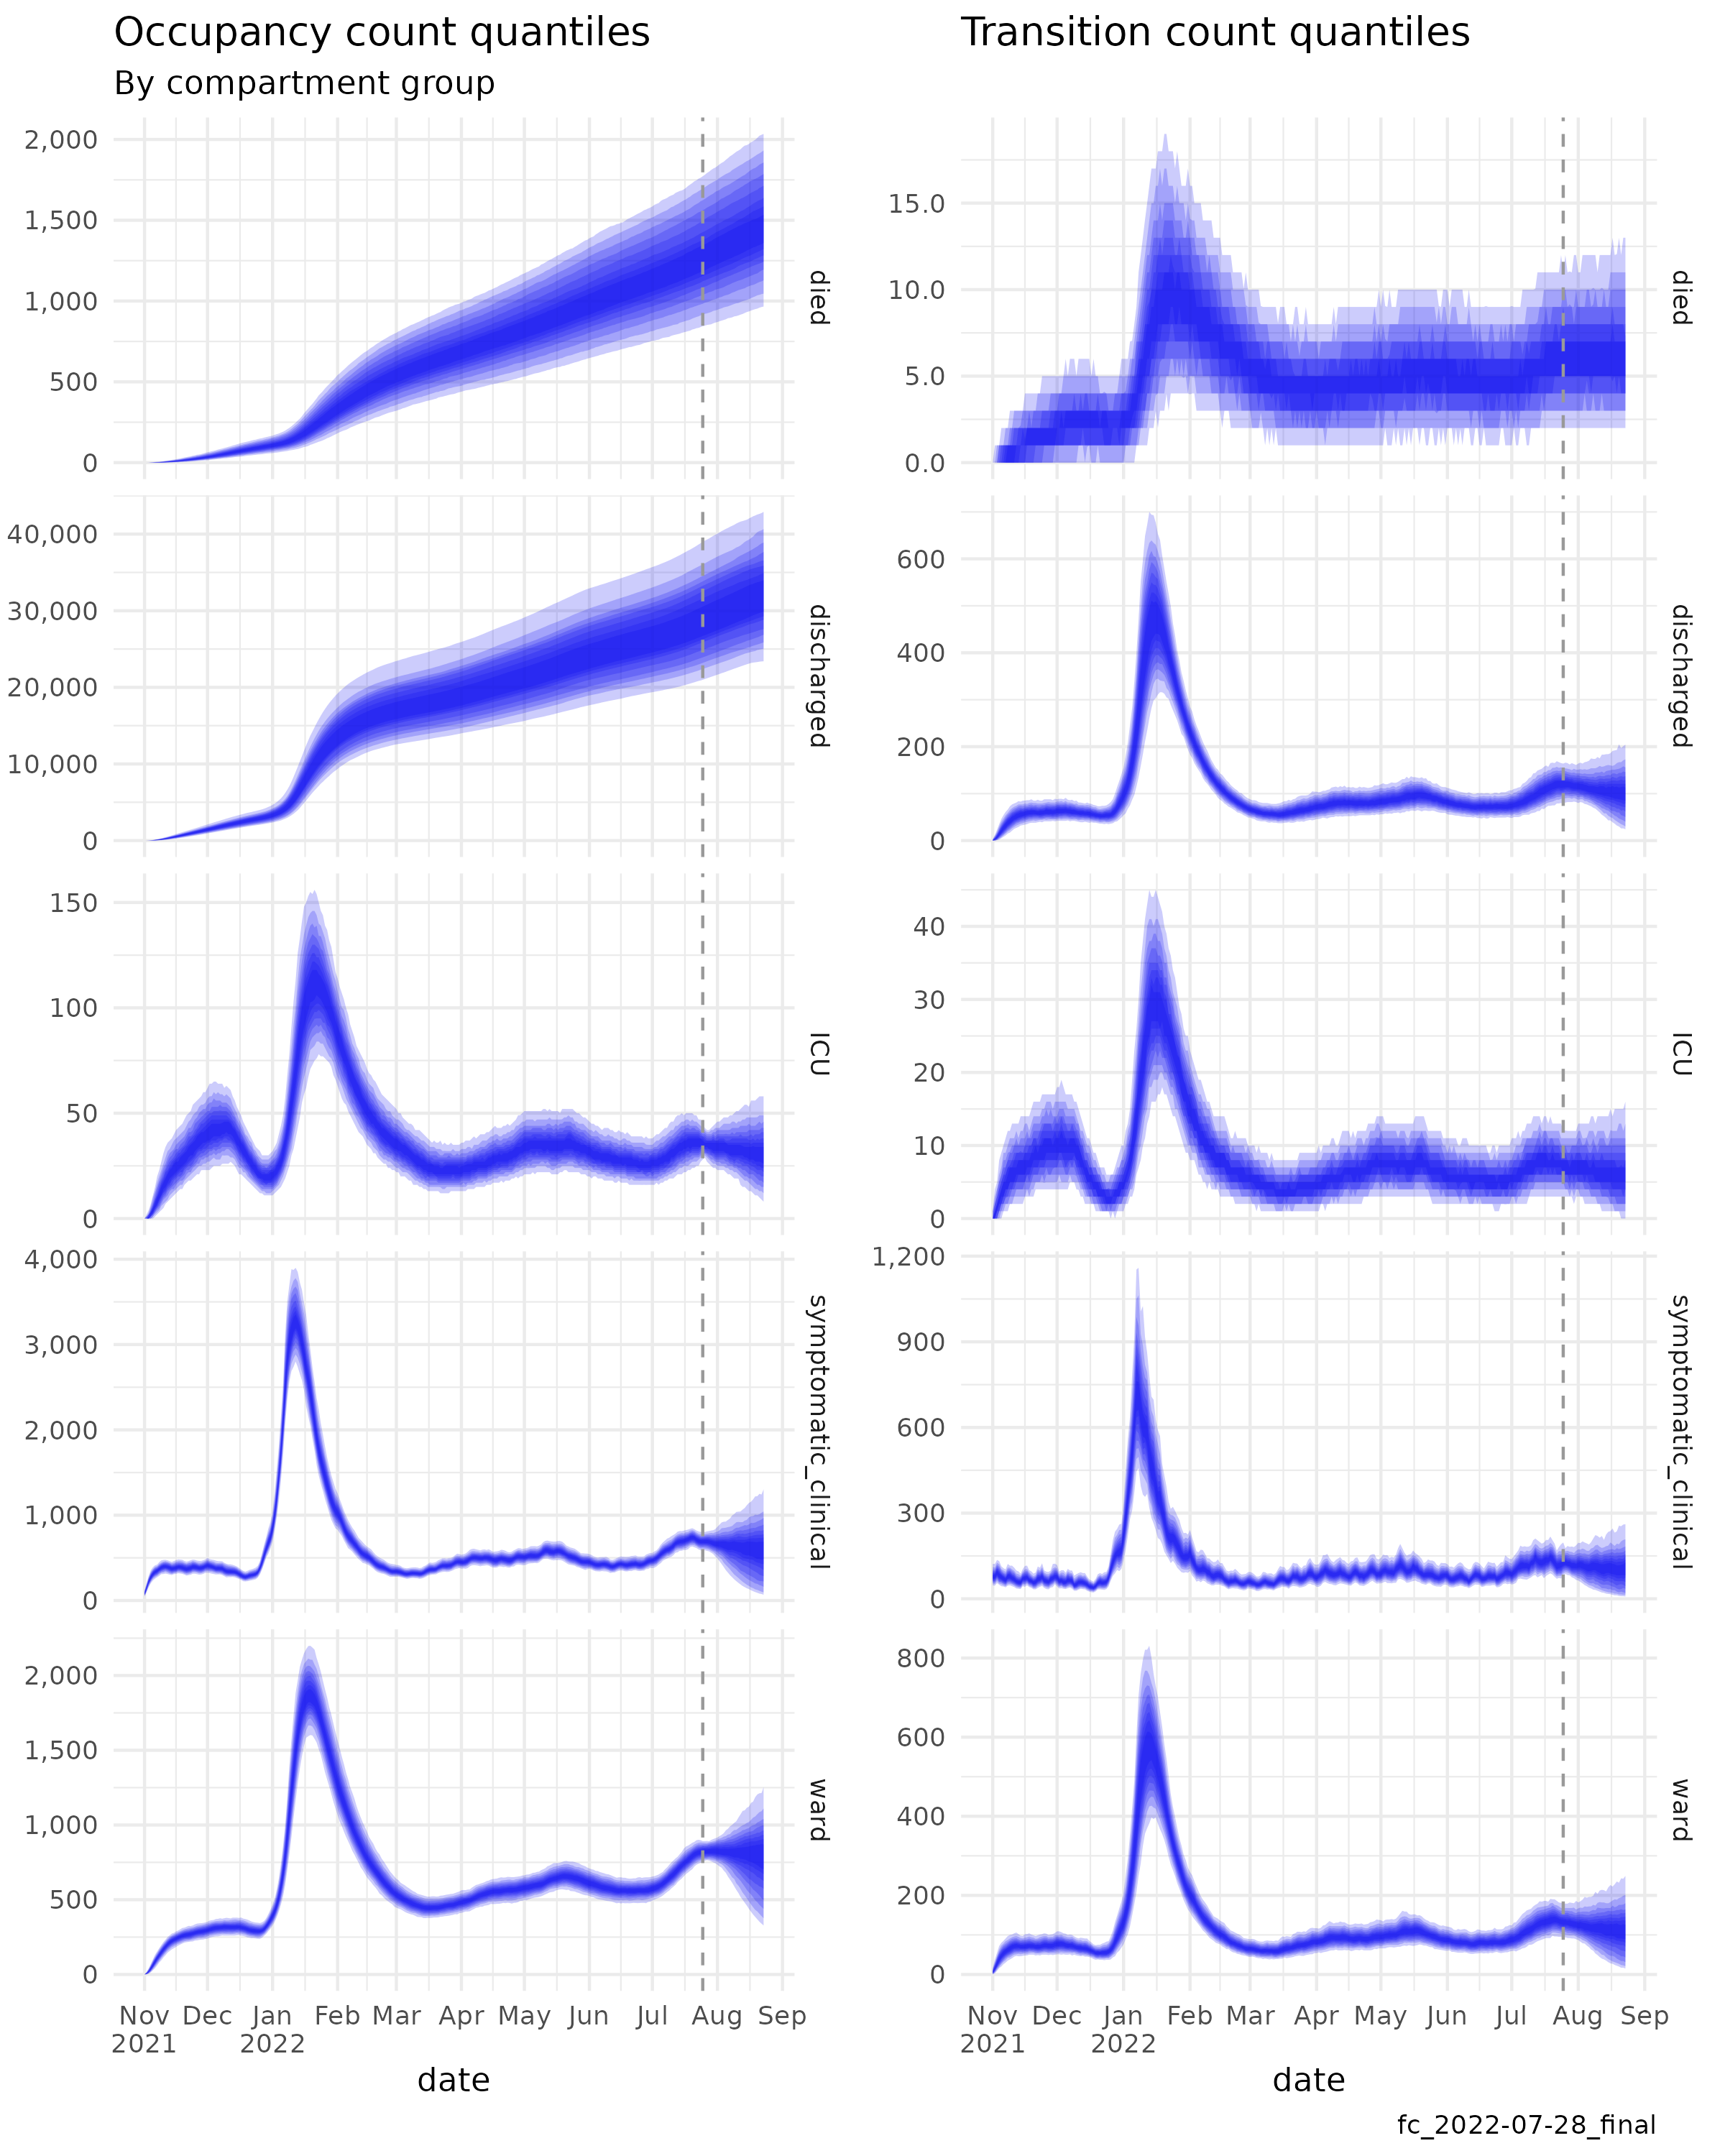 Occupancy count quantiles
By compartment group
2,000
1,500
1,000
500
0
died
40,000
30,000
20,000
10,000
0
discharged
150
100
50
0
ICU
4,000
3,000
2,000
1,000
0
symptomatic_clinical
2,000
1,500
1,000
500
0
ward
Nov Dec Jan Feb Mar Apr May Jun Jul Aug Sep
2021 2022
date
Transition count quantiles
15.0
10.0
5.0
0.0
died
600
400
200
0
discharged
40
30
20
10
0
ICU
1,200
900
600
300
0
symptomatic_clinical
800
600
400
200
0
ward
Nov Dec Jan Feb Mar Apr May Jun Jul Aug Sep
2021 2022
date
fc_2022-07-28_final